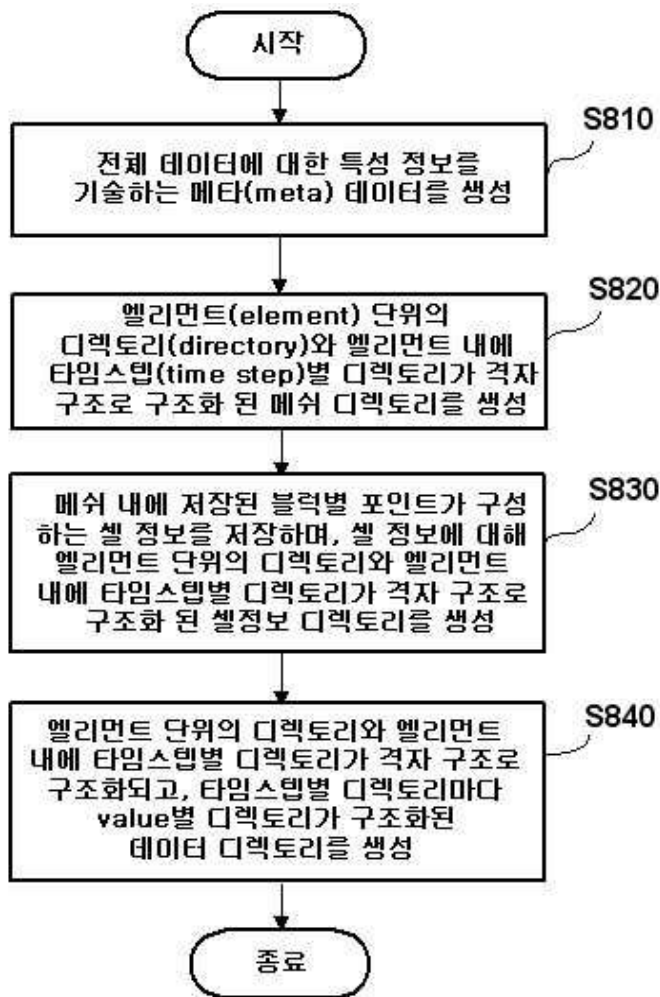 시작
S810
전체 데이터에 대한 특성 정보를
기술하는 메타(meta) 데이터를 생성
S820
엘리먼트(element) 단위의
디렉토리(directory)와 엘리먼트 내에
타임스텝(time step)별 디렉토리가 격자
구조로 구조화 된 메쉬 디렉토리를 생성
S830
메쉬 내에 저장된 블럭별 포인트가 구성
하는 셀 정보를 저장하며, 셀 정보에 대해
엘리먼트 단위의 디렉토리와 엘리먼트
내에 타임스텝별 디렉토리가 격자 구조로
구조화 된 셀정보 디렉토리를 생성
S840
엘리먼트 단위의 디렉토리와 엘리먼트
내에 타임스텝별 디렉토리가 격자 구조로
구조화되고, 타임스텝별 디렉토리마다
value별 디렉토리가 구조화된
데이터 디렉토리를 생성
종료